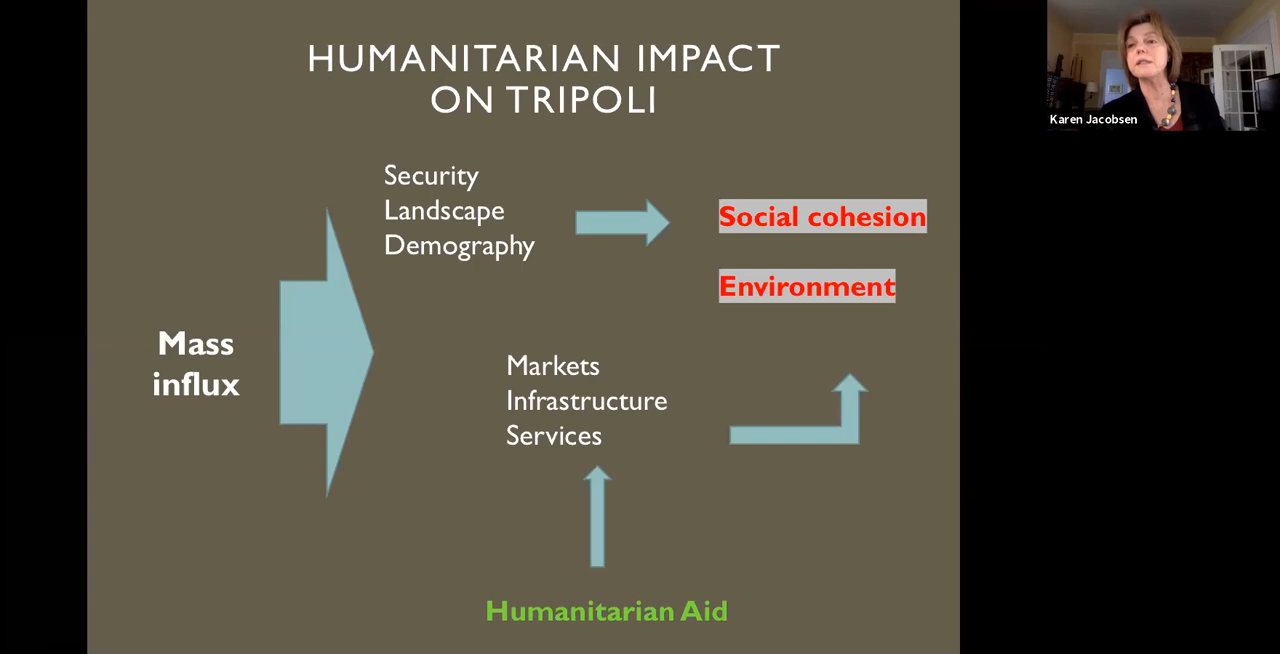 HUMANITARIAN IMPACT
ON TRIPOLI
Security
Landscape
Demography
Social cohesion
Environment
Mass
influx
Markets
Infrastructure
Services
Humanitarian Aid
Karen Jacobsen